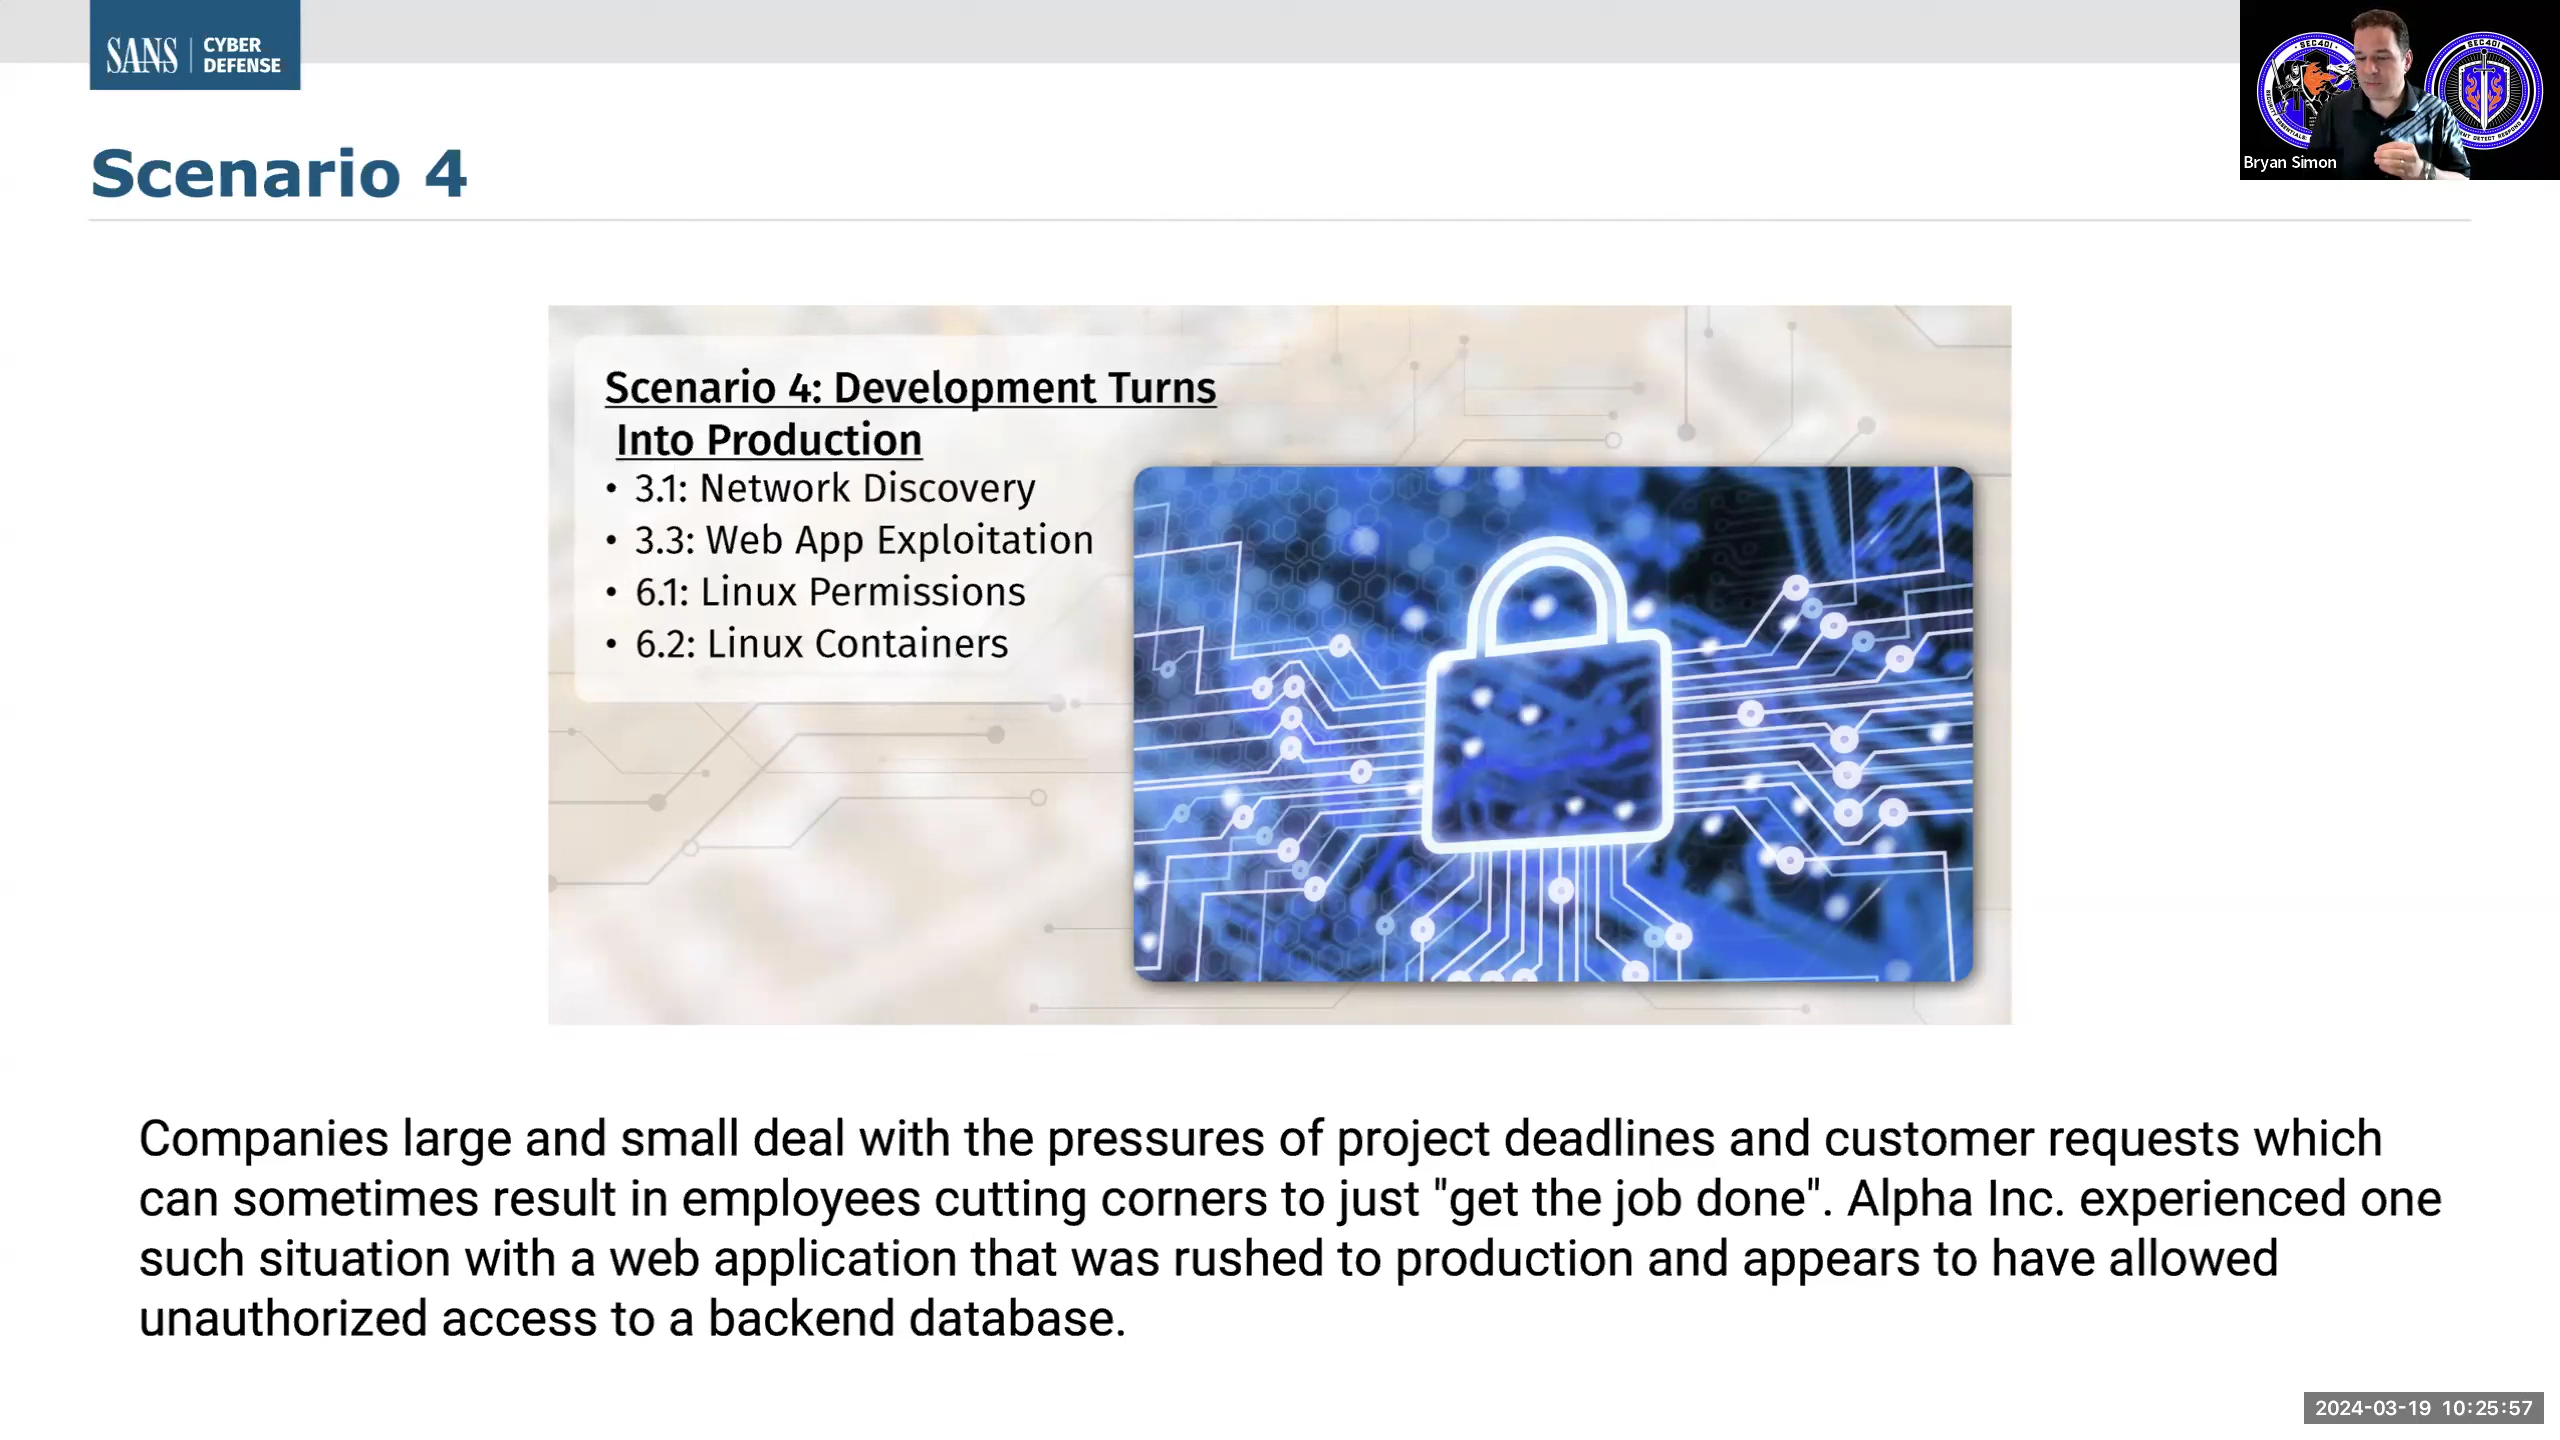 SANS | CYBER
DEFENSE
SEC401
SEC401
Bryan Simon
Scenario 4
Scenario 4: Development Turns
Into Production
• 3.1: Network Discovery
• 3.3: Web App Exploitation
• 6.1: Linux Permissions
• 6.2: Linux Containers
Companies large and small deal with the pressures of project deadlines and customer requests which
can sometimes result in employees cutting corners to just "get the job done". Alpha Inc. experienced one
such situation with a web application that was rushed to production and appears to have allowed
unauthorized access to a backend database.
2024-03-19 10:25:57